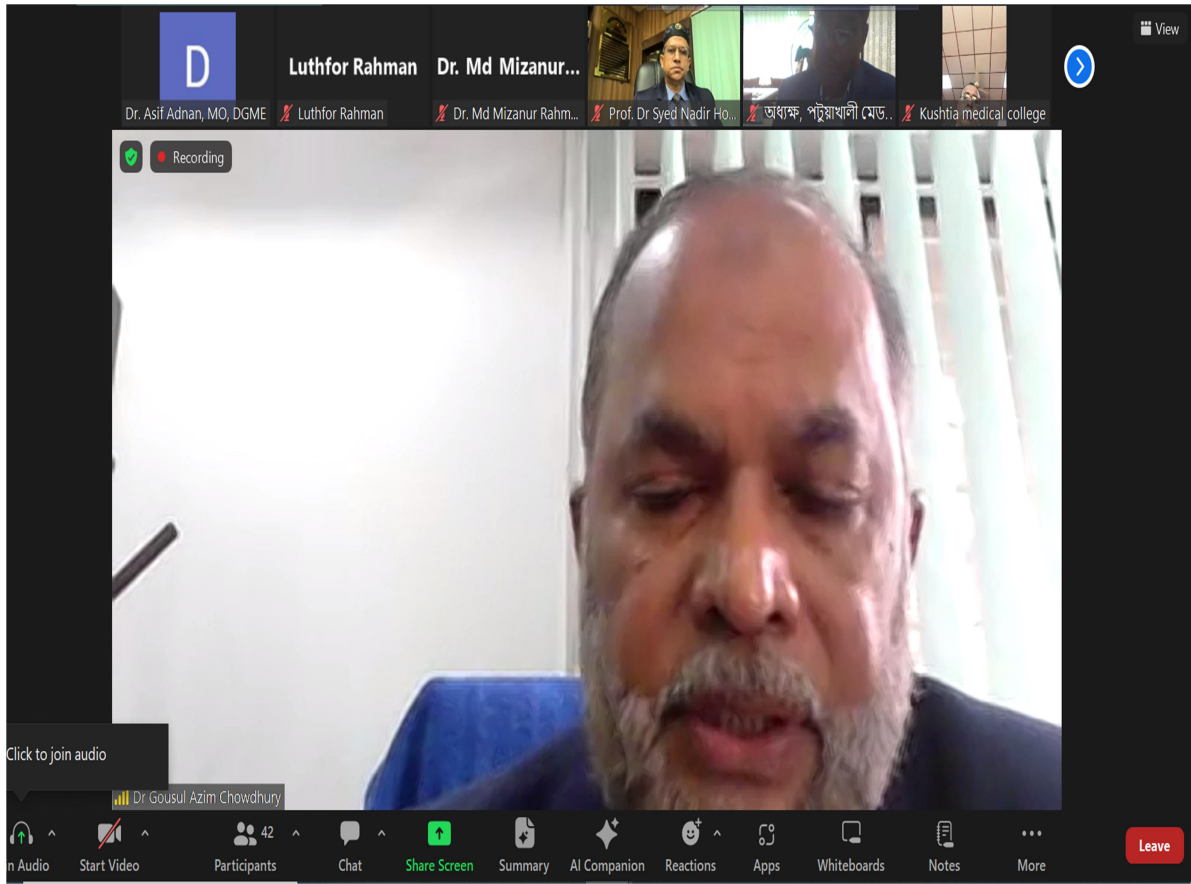 View
D
Luthfor Rahman
Dr. Md Mizanur...
Dr. Asif Adnan, MO, DGME
Luthfor Rahman
Dr. Md Mizanur Rahm...
Prof. Dr Syed Nadir Ho...
অধ্যক্ষ, পটুয়াখালী মেড..
Kushtia medical college
Recording
Click to join audio
Dr Gousul Azim Chowdhury
42
n Audio
Start Video
Participants
Chat
Share Screen
Summary
AI Companion
Reactions
Apps
Whiteboards
Notes
More
Leave